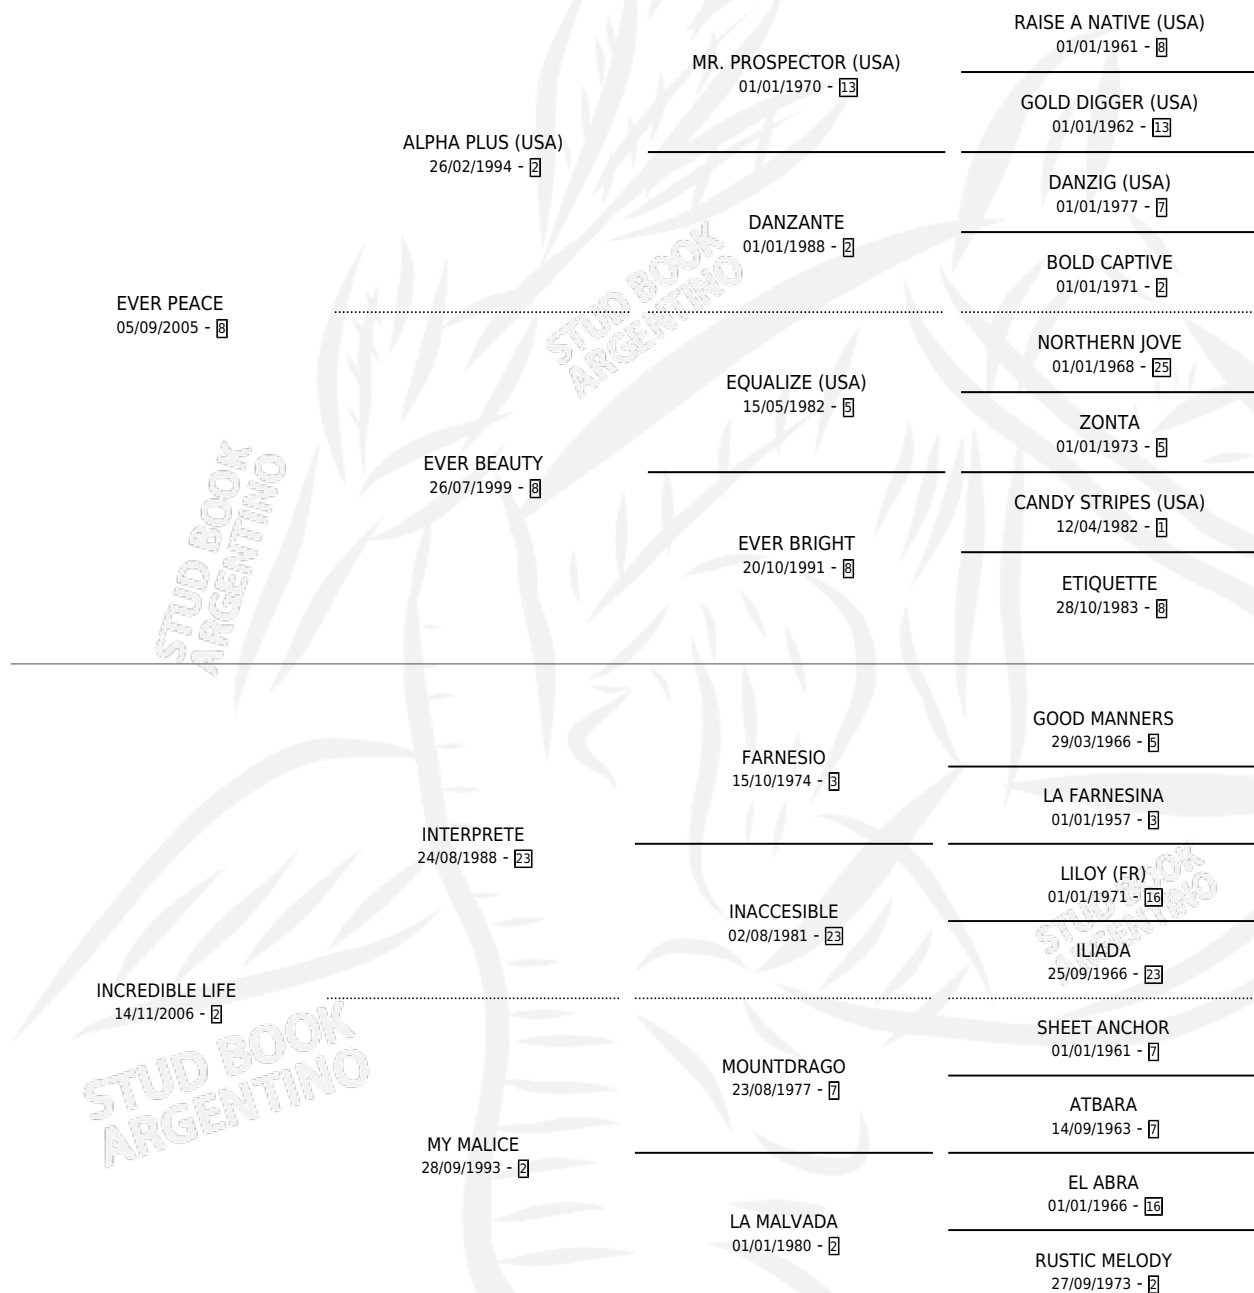 RAISE A NATIVE (USA)
01/01/1961 - 8
MR. PROSPECTOR (USA)
01/01/1970 - 13
GOLD DIGGER (USA)
01/01/1962 - 13
ALPHA PLUS (USA)
26/02/1994 - 2
DANZIG (USA)
01/01/1977 - 7
DANZANTE
01/01/1988 - 2
BOLD CAPTIVE
01/01/1971 - 2
EVER PEACE
05/09/2005 - 8
STUD BOOK
ARGENTINO
NORTHERN JOVE
01/01/1968 - 25
EQUALIZE (USA)
15/05/1982 - 5
ZONTA
01/01/1973 - 5
EVER BEAUTY
26/07/1999 - 8
CANDY STRIPES (USA)
12/04/1982 - 1
EVER BRIGHT
20/10/1991 - 8
ETIQUETTE
28/10/1983 - 8
STUD BOOK
ARGENTINO
GOOD MANNERS
29/03/1966 - 5
FARNESIO
15/10/1974 - 3
LA FARNESINA
01/01/1957 - 3
INTERPRETE
24/08/1988 - 23
LILOY (FR)
01/01/1971 - 16
INACCESIBLE
02/08/1981 - 23
STUD BOOK
ARGENTINO
ILIADA
25/09/1966 - 23
INCREDIBLE LIFE
14/11/2006 - 2
STUD BOOK
ARGENTINO
SHEET ANCHOR
01/01/1961 - 7
MOUNTDRAGO
23/08/1977 - 7
ATBARA
14/09/1963 - 7
MY MALICE
28/09/1993 - 2
EL ABRA
01/01/1966 - 16
LA MALVADA
01/01/1980 - 2
RUSTIC MELODY
27/09/1973 - 2